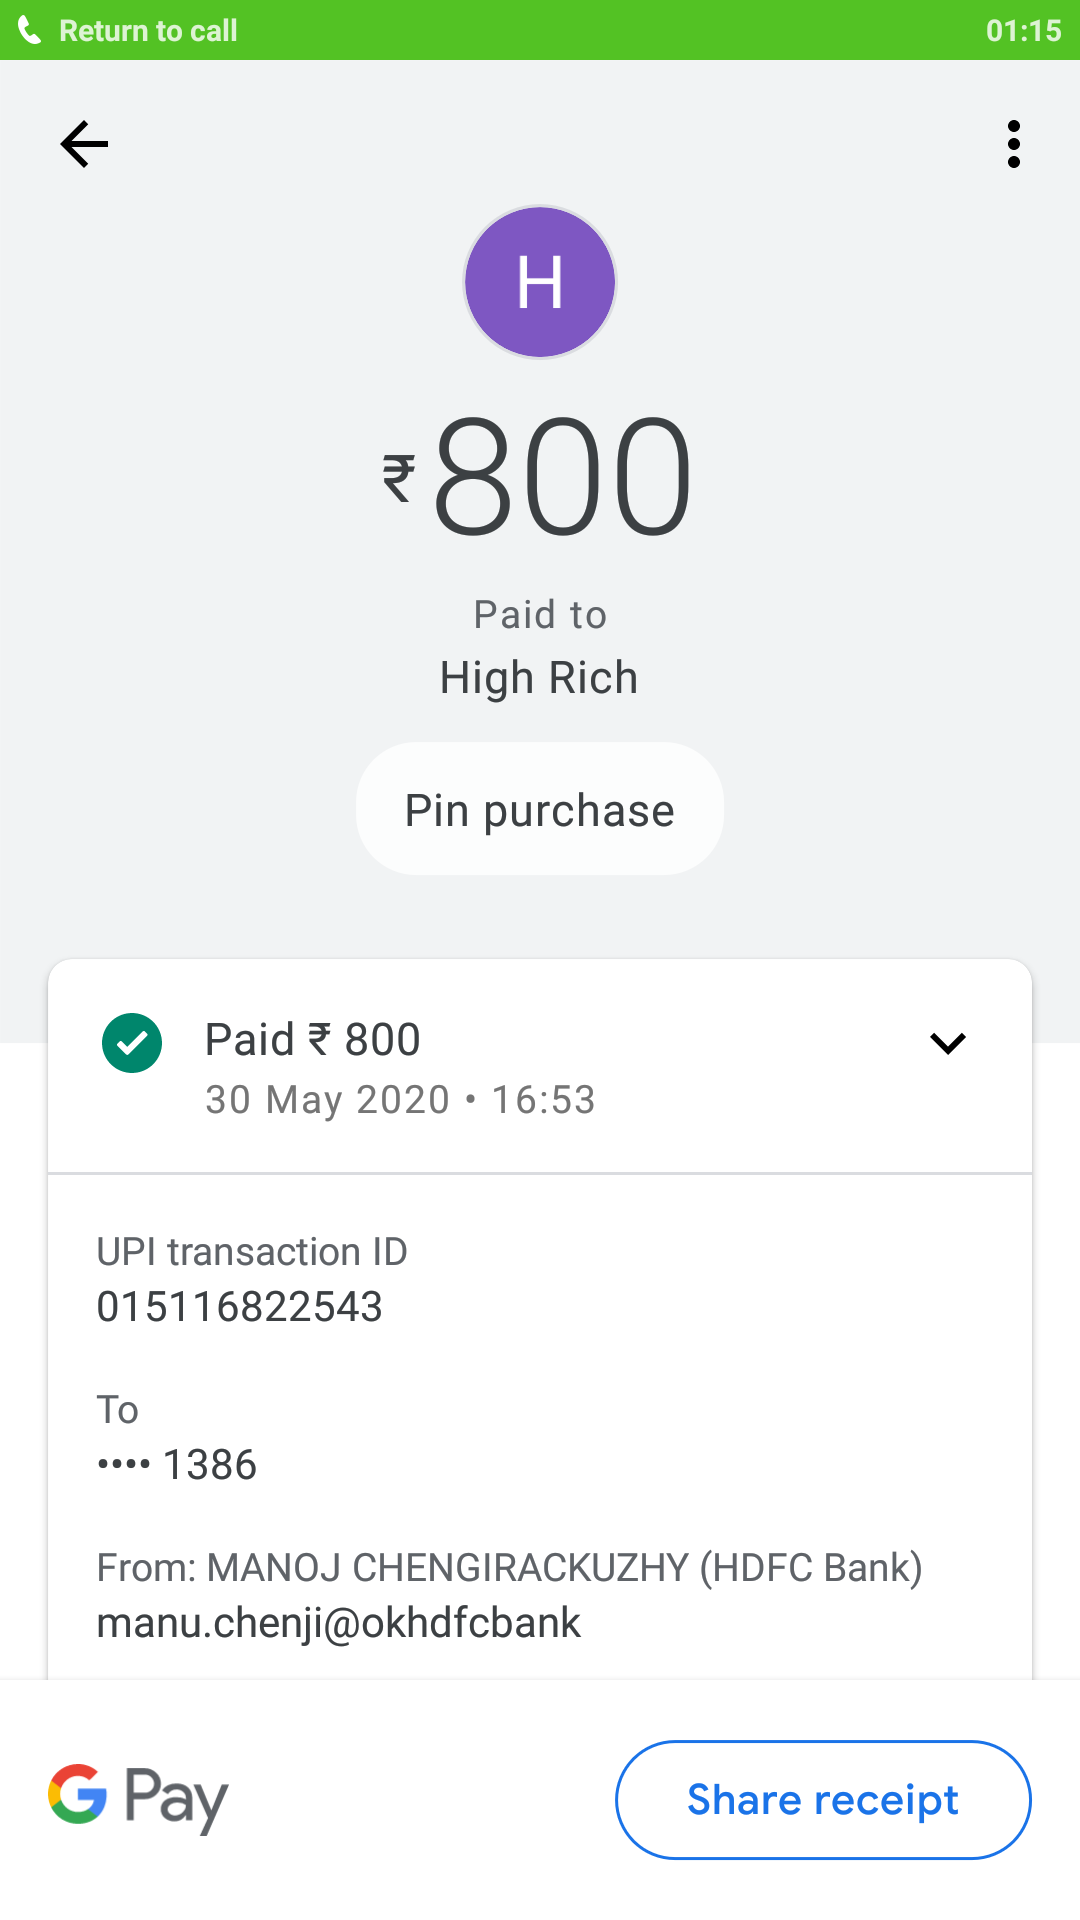 Return to call 01:15
H
₹800
Paid to
High Rich
Pin purchase
Paid ₹ 800
30 May 2020 • 16:53
UPI transaction ID
015116822543
To
•••• 1386
From: MANOJ CHENGIRACKUZHY (HDFC Bank)
manu.chenji@okhdfcbank
G Pay
Share receipt